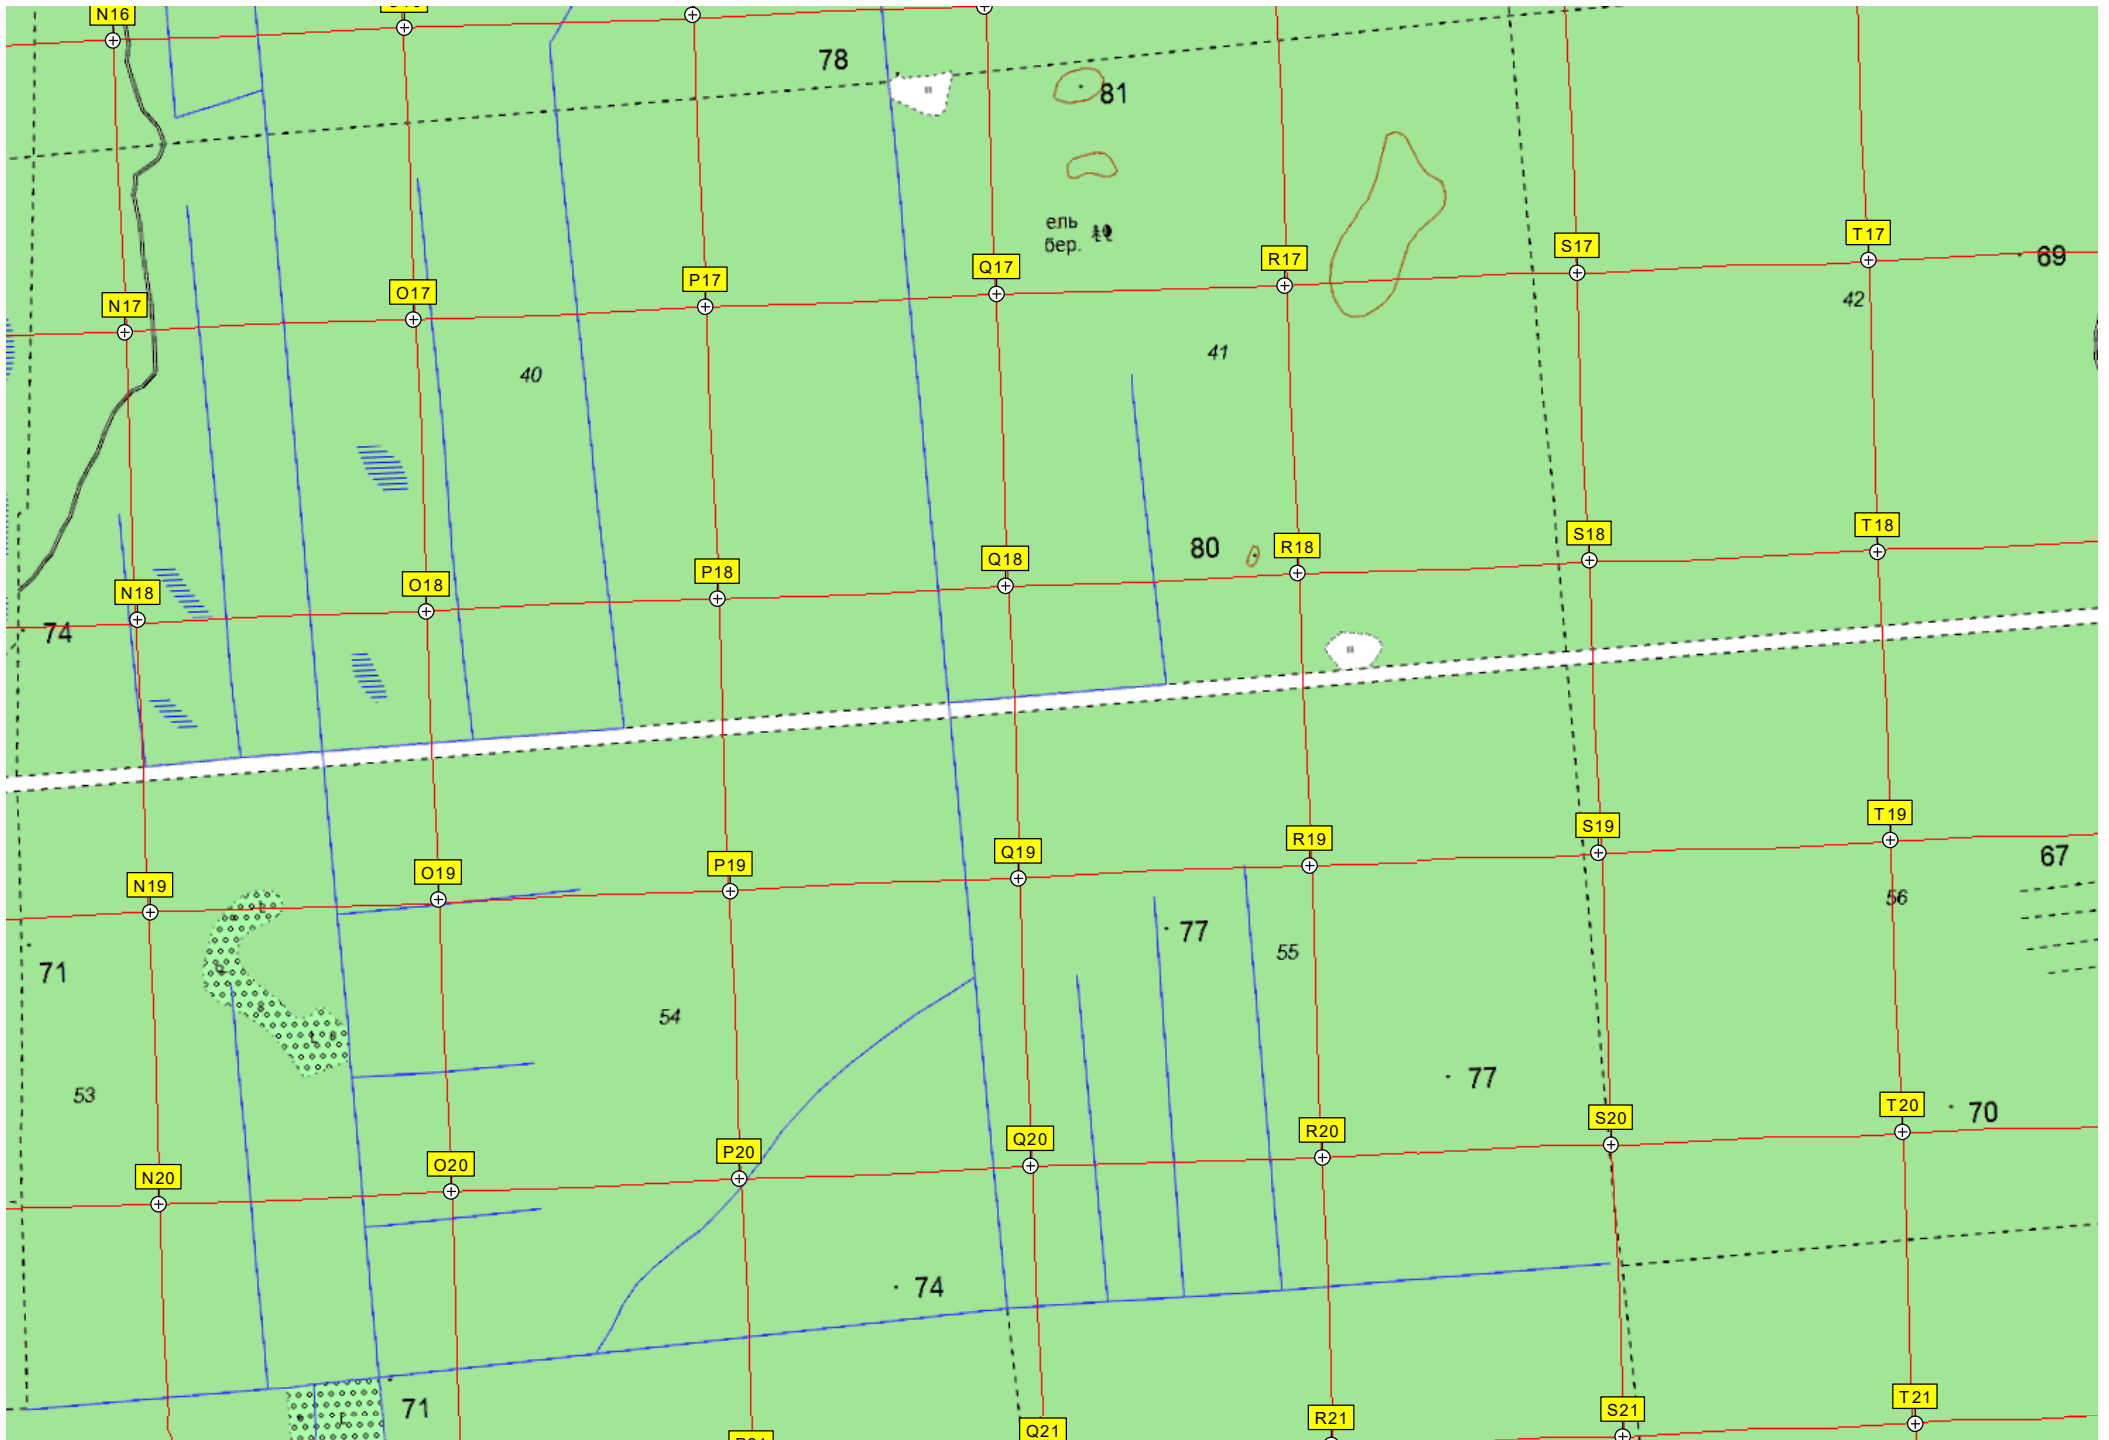 N16
78
81
ель
бер.
T17
S17
69
R17
Q17
P17
O17
N17
42
41
40
T18
S18
R18
80
Q18
P18
O18
N18
74
T19
S19
R19
67
Q19
P19
O19
N19
56
77
55
71
54
77
53
T20
70
S20
R20
Q20
P20
O20
N20
74
T21
71
S21
R21
Q21